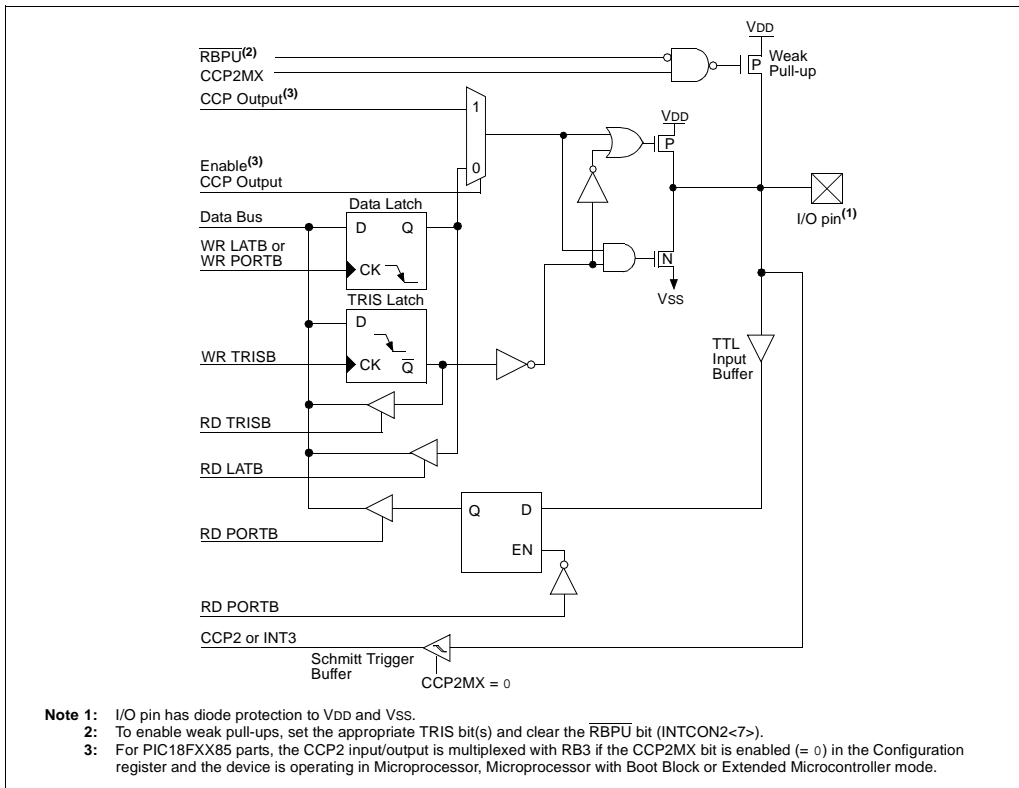 VDD
RBPU(2)
Weak
Pull-up
P
CCP2MX
CCP Output(3)
1
VDD
P
0
Enable(3)
CCP Output
I/O pin(1)
Data Latch
Data Bus
D Q
WR LATB or
WR PORTB
CK
N
VSS
TRIS Latch
D
TTL
Input
Buffer
WR TRISB
CK Q
RD TRISB
RD LATB
Q D
RD PORTB
EN
RD PORTB
CCP2 or INT3
Schmitt Trigger
Buffer
CCP2MX = 0
Note 1: I/O pin has diode protection to VDD and VSS.
2: To enable weak pull-ups, set the appropriate TRIS bit(s) and clear the RBPU bit (INTCON2<7>).
3: For PIC18FXX85 parts, the CCP2 input/output is multiplexed with RB3 if the CCP2MX bit is enabled (= 0) in the Configuration
register and the device is operating in Microprocessor, Microprocessor with Boot Block or Extended Microcontroller mode.